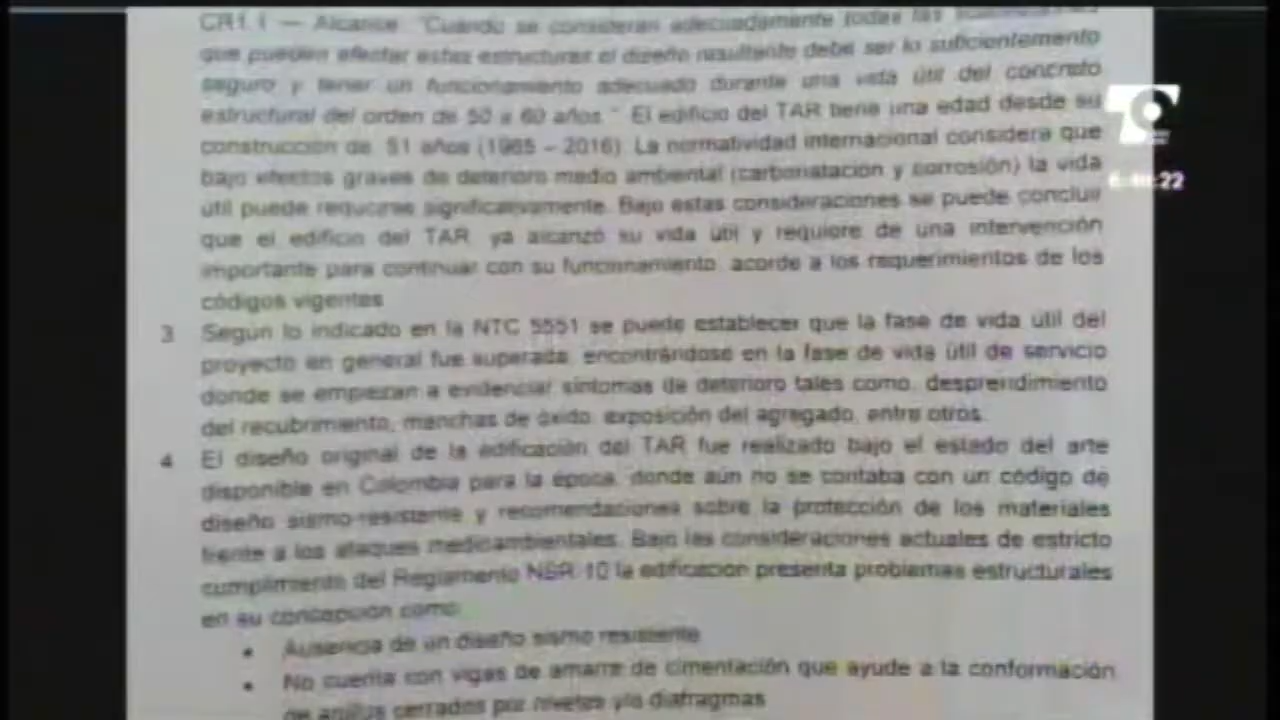 CR1.1 — Alcance "Cuando se consideran adecuadamente todas las
que pueden afectar estas estructuras el diseño resultante debe ser lo suficientemente
seguro y tener un funcionamiento adecuado durante una vida útil del concreto
estructural del orden de 50 a 60 años." El edificio del TAR tiene una edad desde su
construcción de 51 años (1965 – 2016). La normatividad internacional considera que
bajo efectos graves de deterioro medio ambiental (carbonatación y corrosión) la vida
útil puede reducirse significativamente. Bajo estas consideraciones se puede concluir
que el edificio del TAR ya alcanzó su vida útil y requiere de una intervención
importante para continuar con su funcionamiento, acorde a los requerimientos de los
códigos vigentes
3 Según lo indicado en la NTC 5551 se puede establecer que la fase de vida útil del
proyecto en general fue superada, encontrándose en la fase de vida útil de servicio
donde se empiezan a evidenciar síntomas de deterioro tales como, desprendimiento
del recubrimiento, manchas de óxido, exposición del agregado, entre otros.
4 El diseño original de la edificación del TAR fue realizado bajo el estado del arte
disponible en Colombia para la época, donde aún no se contaba con un código de
diseño sismo-resistente y recomendaciones sobre la protección de los materiales
frente a los ataques medioambientales. Bajo las consideraciones actuales de estricto
cumplimiento del Reglamento NSR-10 la edificación presenta problemas estructurales
en su concepción como
• Ausencia de un diseño sismo resistente
• No cuenta con vigas de amarre de cimentación que ayude a la conformación
de anillos cerrados por niveles y/o diafragmas